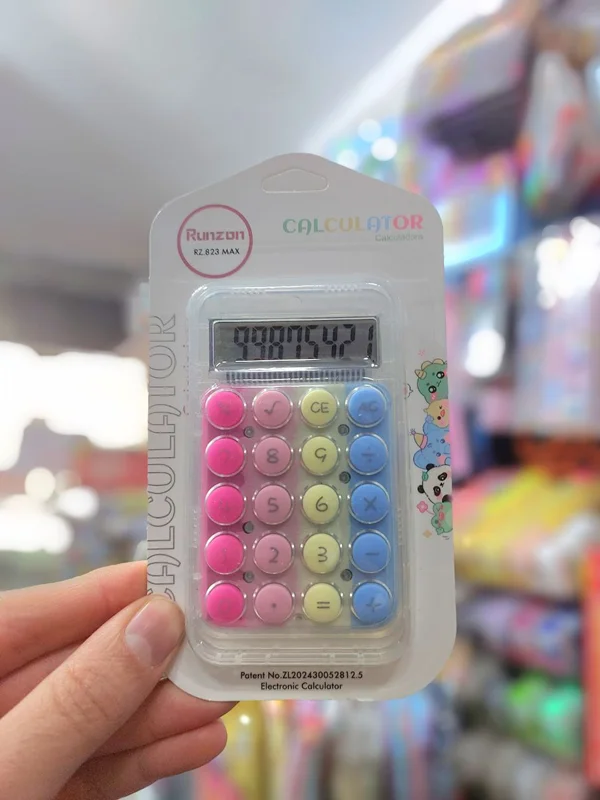 Runzon
RZ.823 MAX
CALCULATOR
CALCULATOR
99875421
√ CE AC
8 9 ÷
5 6 ×
2 3 −
. = +
Patent No.ZL202430052812.5
Electronic Calculator